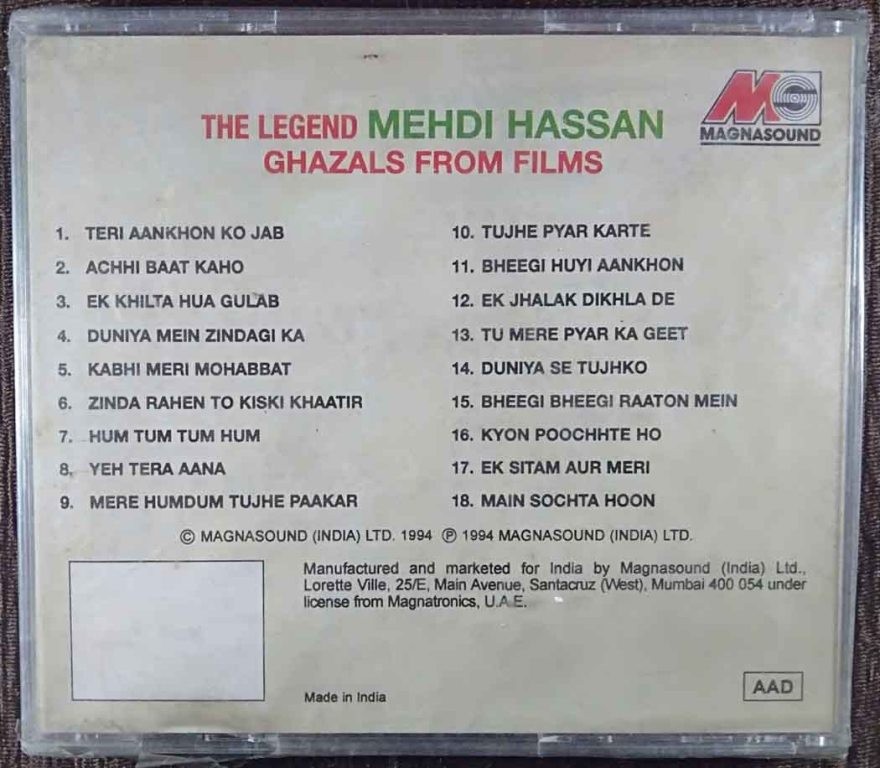 THE LEGEND MEHDI HASSAN
GHAZALS FROM FILMS
MG
MAGNASOUND
1. TERI AANKHON KO JAB
2. ACHHI BAAT KAHO
3. EK KHILTA HUA GULAB
4. DUNIYA MEIN ZINDAGI KA
5. KABHI MERI MOHABBAT
6. ZINDA RAHEN TO KISKI KHAATIR
7. HUM TUM TUM HUM
8. YEH TERA AANA
9. MERE HUMDUM TUJHE PAAKAR
10. TUJHE PYAR KARTE
11. BHEEGI HUYI AANKHON
12. EK JHALAK DIKHLA DE
13. TU MERE PYAR KA GEET
14. DUNIYA SE TUJHKO
15. BHEEGI BHEEGI RAATON MEIN
16. KYON POOCHHTE HO
17. EK SITAM AUR MERI
18. MAIN SOCHTA HOON
© MAGNASOUND (INDIA) LTD. 1994 ℗ 1994 MAGNASOUND (INDIA) LTD.
Manufactured and marketed for India by Magnasound (India) Ltd.,
Lorette Ville, 25/E, Main Avenue, Santacruz (West), Mumbai 400 054 under
license from Magnatronics, U.A.E.
Made in India
AAD